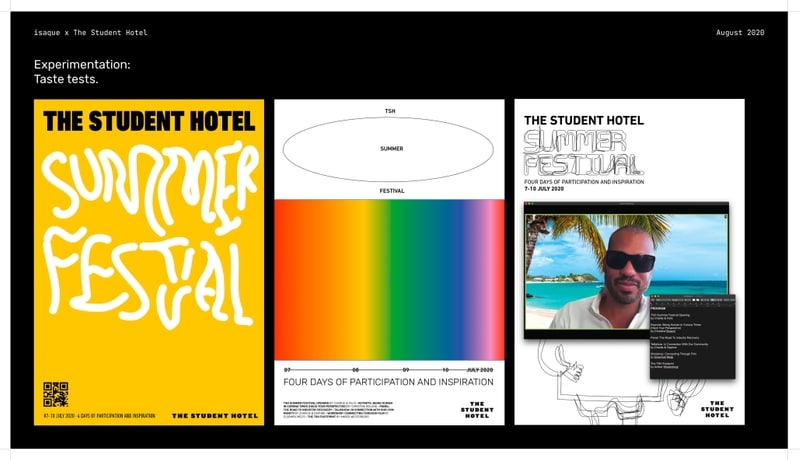 isaque x The Student Hotel
August 2020
Experimentation:
Taste tests.
THE STUDENT HOTEL
SUMMER
FESTIVAL
07-10 JULY 2020 - 4 DAYS OF PARTICIPATION AND INSPIRATION
THE STUDENT HOTEL
TSH
SUMMER
FESTIVAL
07 08 09 10 JULY 2020
FOUR DAYS OF PARTICIPATION AND INSPIRATION
THE
STUDENT
HOTEL
THE STUDENT HOTEL
SUMMER
FESTIVAL
FOUR DAYS OF PARTICIPATION AND INSPIRATION
7-10 JULY 2020
PROGRAM
THE
STUDENT
HOTEL